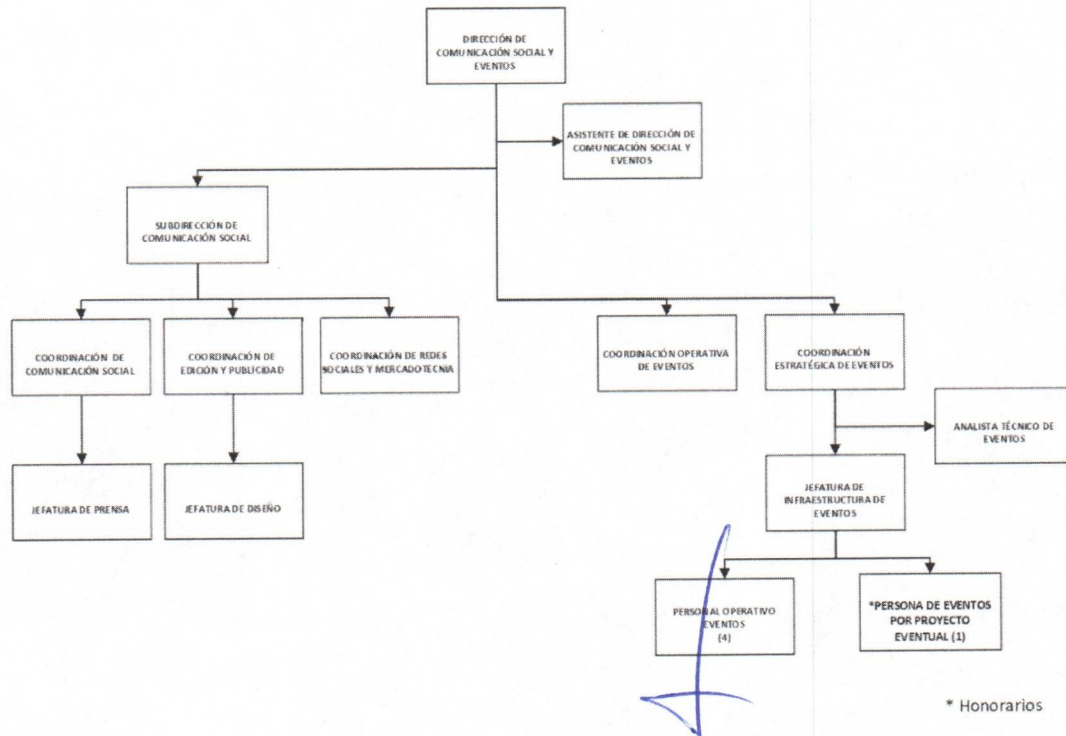 DIRECCIÓN DE
COMUNICACIÓN SOCIAL Y
EVENTOS
ASISTENTE DE DIRECCIÓN DE
COMUNICACIÓN SOCIAL Y
EVENTOS
SUBDIRECCIÓN DE
COMUNICACIÓN SOCIAL
COORDINACIÓN DE
COMUNICACIÓN SOCIAL
COORDINACIÓN DE
EDICIÓN Y PUBLICIDAD
COORDINACIÓN DE REDES
SOCIALES Y MERCADOTECNIA
COORDINACIÓN OPERATIVA
DE EVENTOS
COORDINACIÓN
ESTRATÉGICA DE EVENTOS
ANALISTA TÉCNICO DE
EVENTOS
JEFATURA DE PRENSA
JEFATURA DE DISEÑO
JEFATURA DE
INFRAESTRUCTURA DE
EVENTOS
PERSONAL OPERATIVO
EVENTOS
(4)
*PERSONA DE EVENTOS
POR PROYECTO
EVENTUAL (1)
* Honorarios